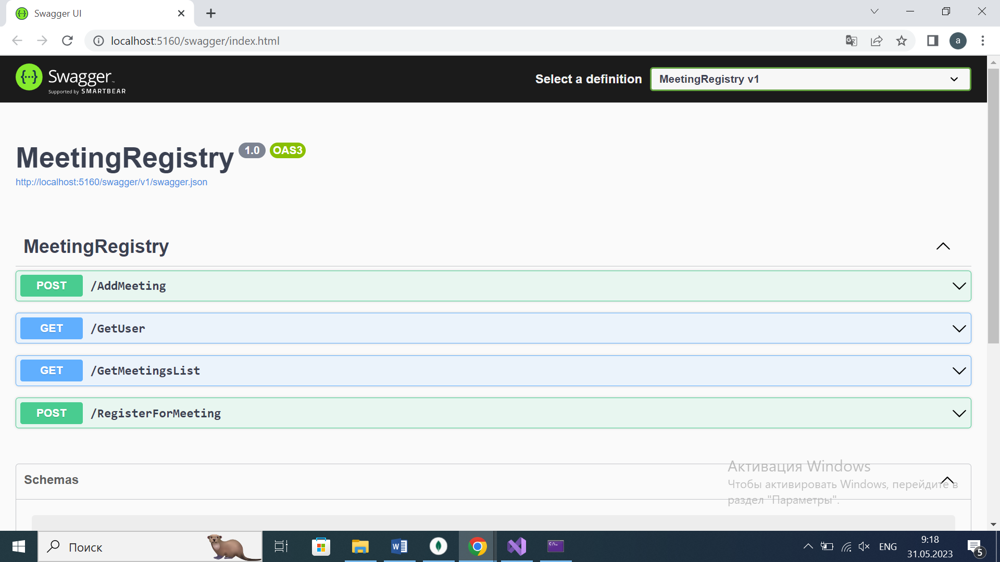 Swagger UI
localhost:5160/swagger/index.html
a
Swagger™
Supported by SMARTBEAR
Select a definition
MeetingRegistry v1
MeetingRegistry 1.0 OAS3
http://localhost:5160/swagger/v1/swagger.json
MeetingRegistry
POST /AddMeeting
GET /GetUser
GET /GetMeetingsList
POST /RegisterForMeeting
Schemas
Активация Windows
Чтобы активировать Windows, перейдите в
раздел "Параметры".
Поиск
ENG
9:18
31.05.2023
5